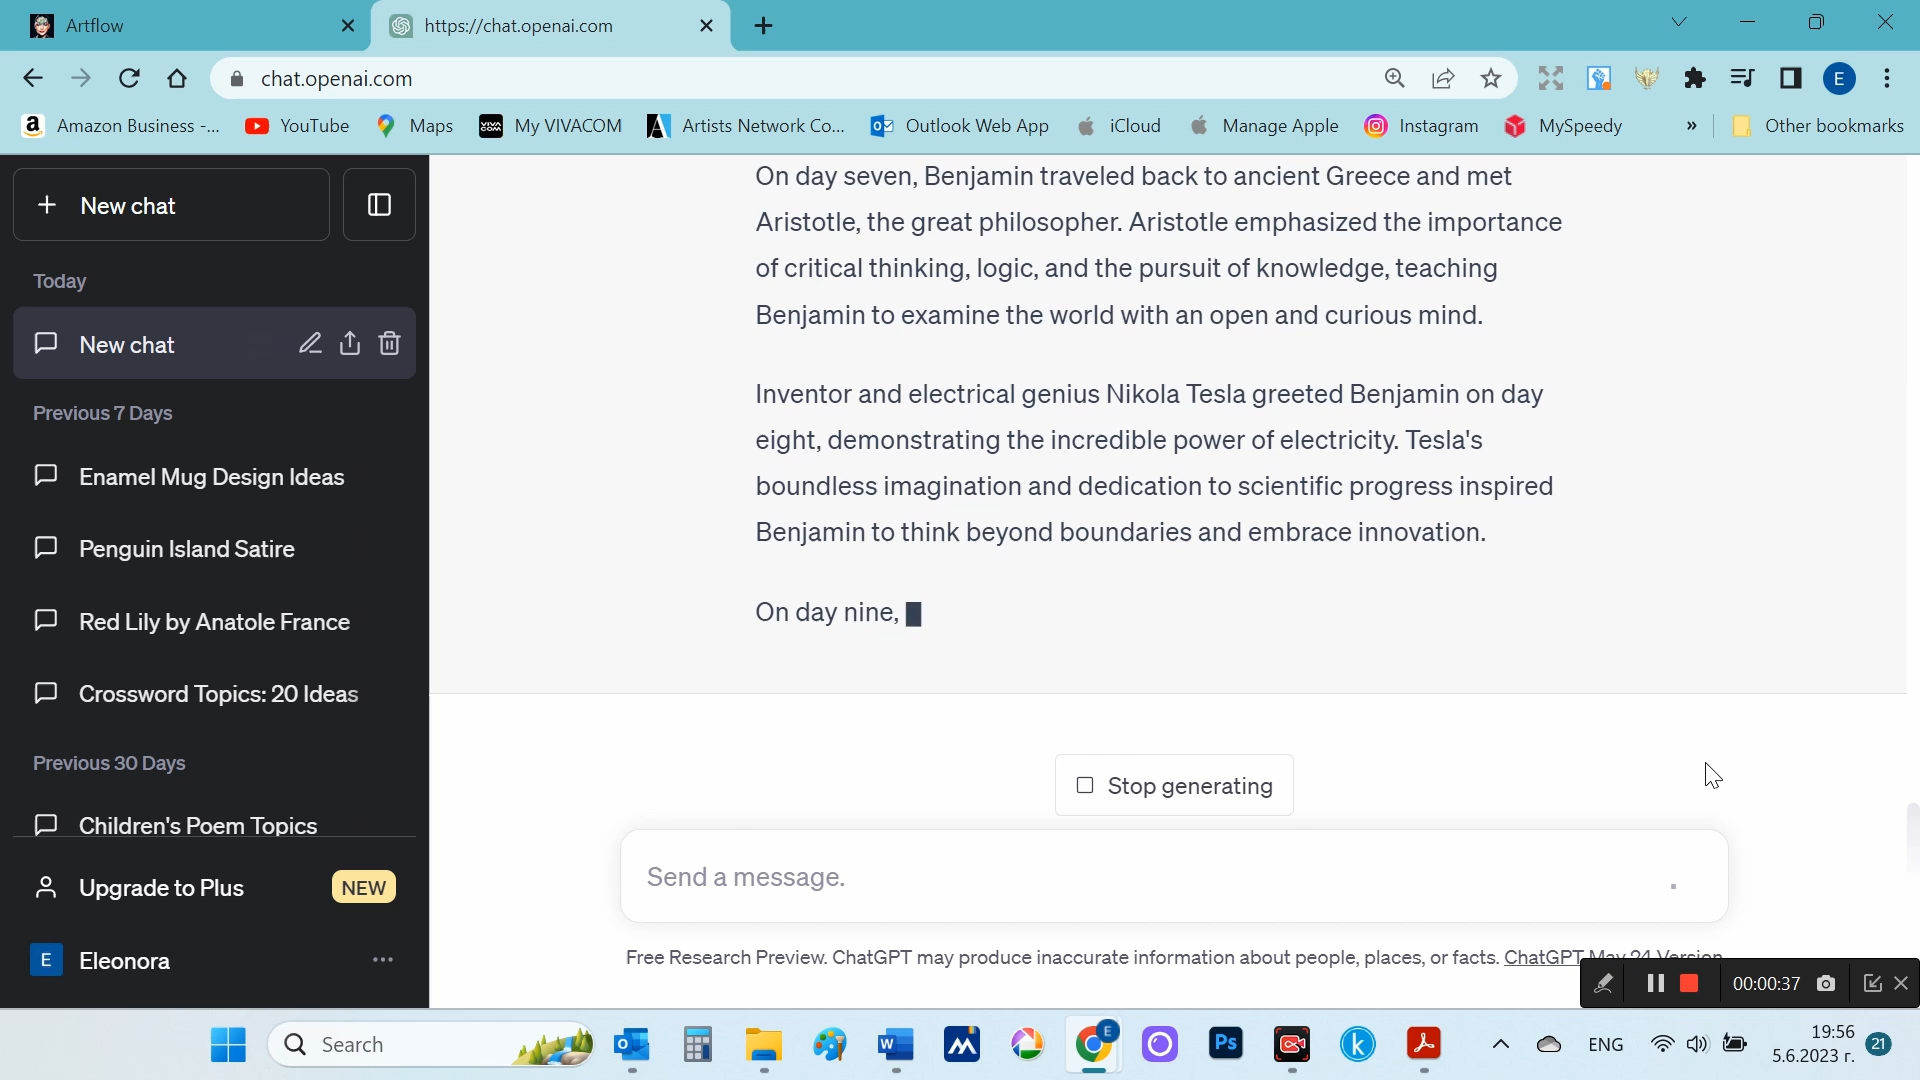 Artflow
https://chat.openai.com
chat.openai.com
E
a Amazon Business -...
YouTube
Maps
VIVA COM My VIVACOM
Artists Network Co...
Outlook Web App
iCloud
Manage Apple
Instagram
MySpeedy
»
Other bookmarks
+ New chat
Today
New chat
Previous 7 Days
Enamel Mug Design Ideas
Penguin Island Satire
Red Lily by Anatole France
Crossword Topics: 20 Ideas
Previous 30 Days
Children's Poem Topics
Upgrade to Plus NEW
E Eleonora ...
On day seven, Benjamin traveled back to ancient Greece and met
Aristotle, the great philosopher. Aristotle emphasized the importance
of critical thinking, logic, and the pursuit of knowledge, teaching
Benjamin to examine the world with an open and curious mind.
Inventor and electrical genius Nikola Tesla greeted Benjamin on day
eight, demonstrating the incredible power of electricity. Tesla's
boundless imagination and dedication to scientific progress inspired
Benjamin to think beyond boundaries and embrace innovation.
On day nine,
Stop generating
Send a message.
Free Research Preview. ChatGPT may produce inaccurate information about people, places, or facts. ChatGPT May 24 Version
00:00:37
Search
W
E
Ps
k
ENG
19:56
5.6.2023 г.
21